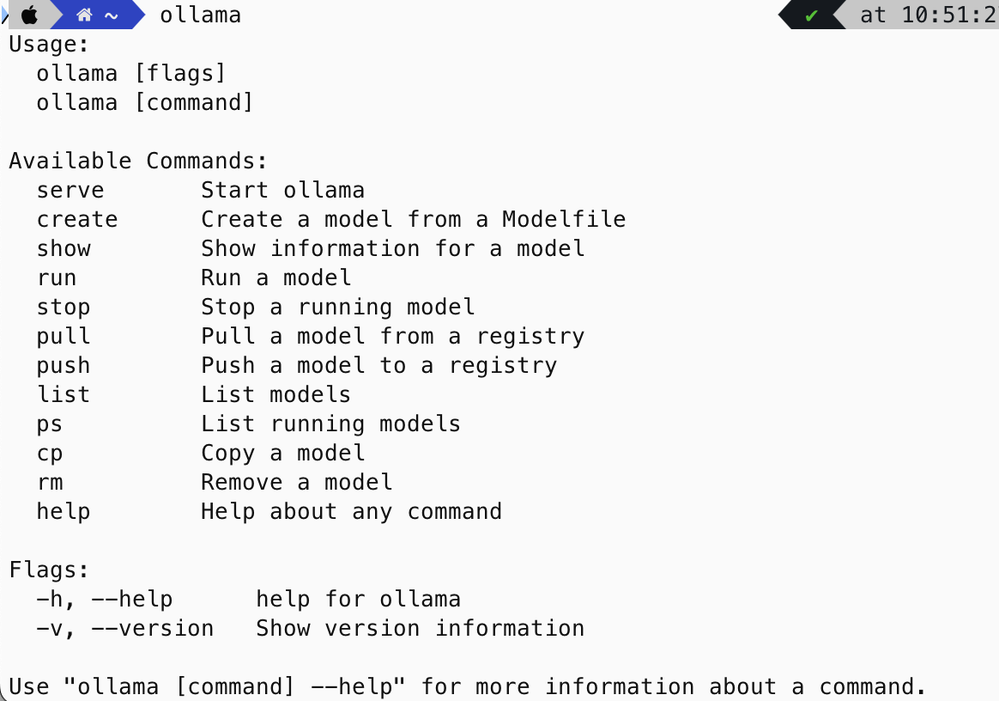 ~ ollama ✔ at 10:51:2
Usage:
  ollama [flags]
  ollama [command]

Available Commands:
  serve       Start ollama
  create      Create a model from a Modelfile
  show        Show information for a model
  run         Run a model
  stop        Stop a running model
  pull        Pull a model from a registry
  push        Push a model to a registry
  list        List models
  ps          List running models
  cp          Copy a model
  rm          Remove a model
  help        Help about any command

Flags:
  -h, --help      help for ollama
  -v, --version   Show version information

Use "ollama [command] --help" for more information about a command.